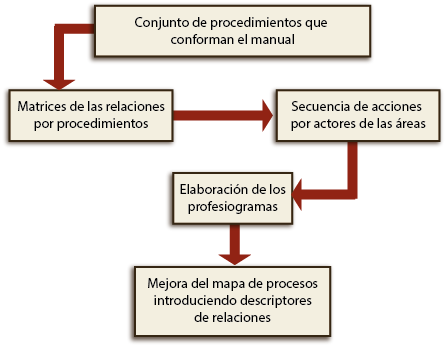 Conjunto de procedimientos que
conforman el manual
Matrices de las relaciones
por procedimientos
Secuencia de acciones
por actores de las áreas
Elaboración de los
profesiogramas
Mejora del mapa de procesos
introduciendo descriptores
de relaciones